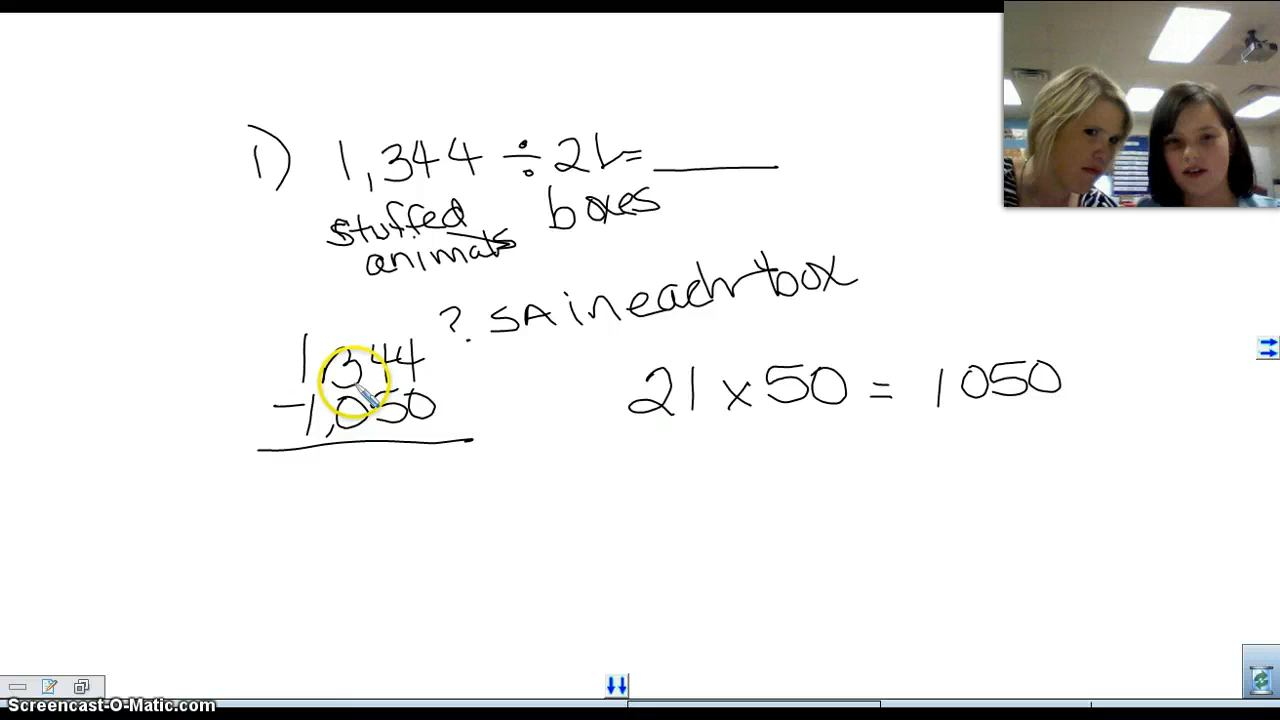 1) 1,344 ÷ 21 = ______
stuffed animals
boxes
? SA in each box
1,344
-1,050
21 x 50 = 1050
Screencast-O-Matic.com